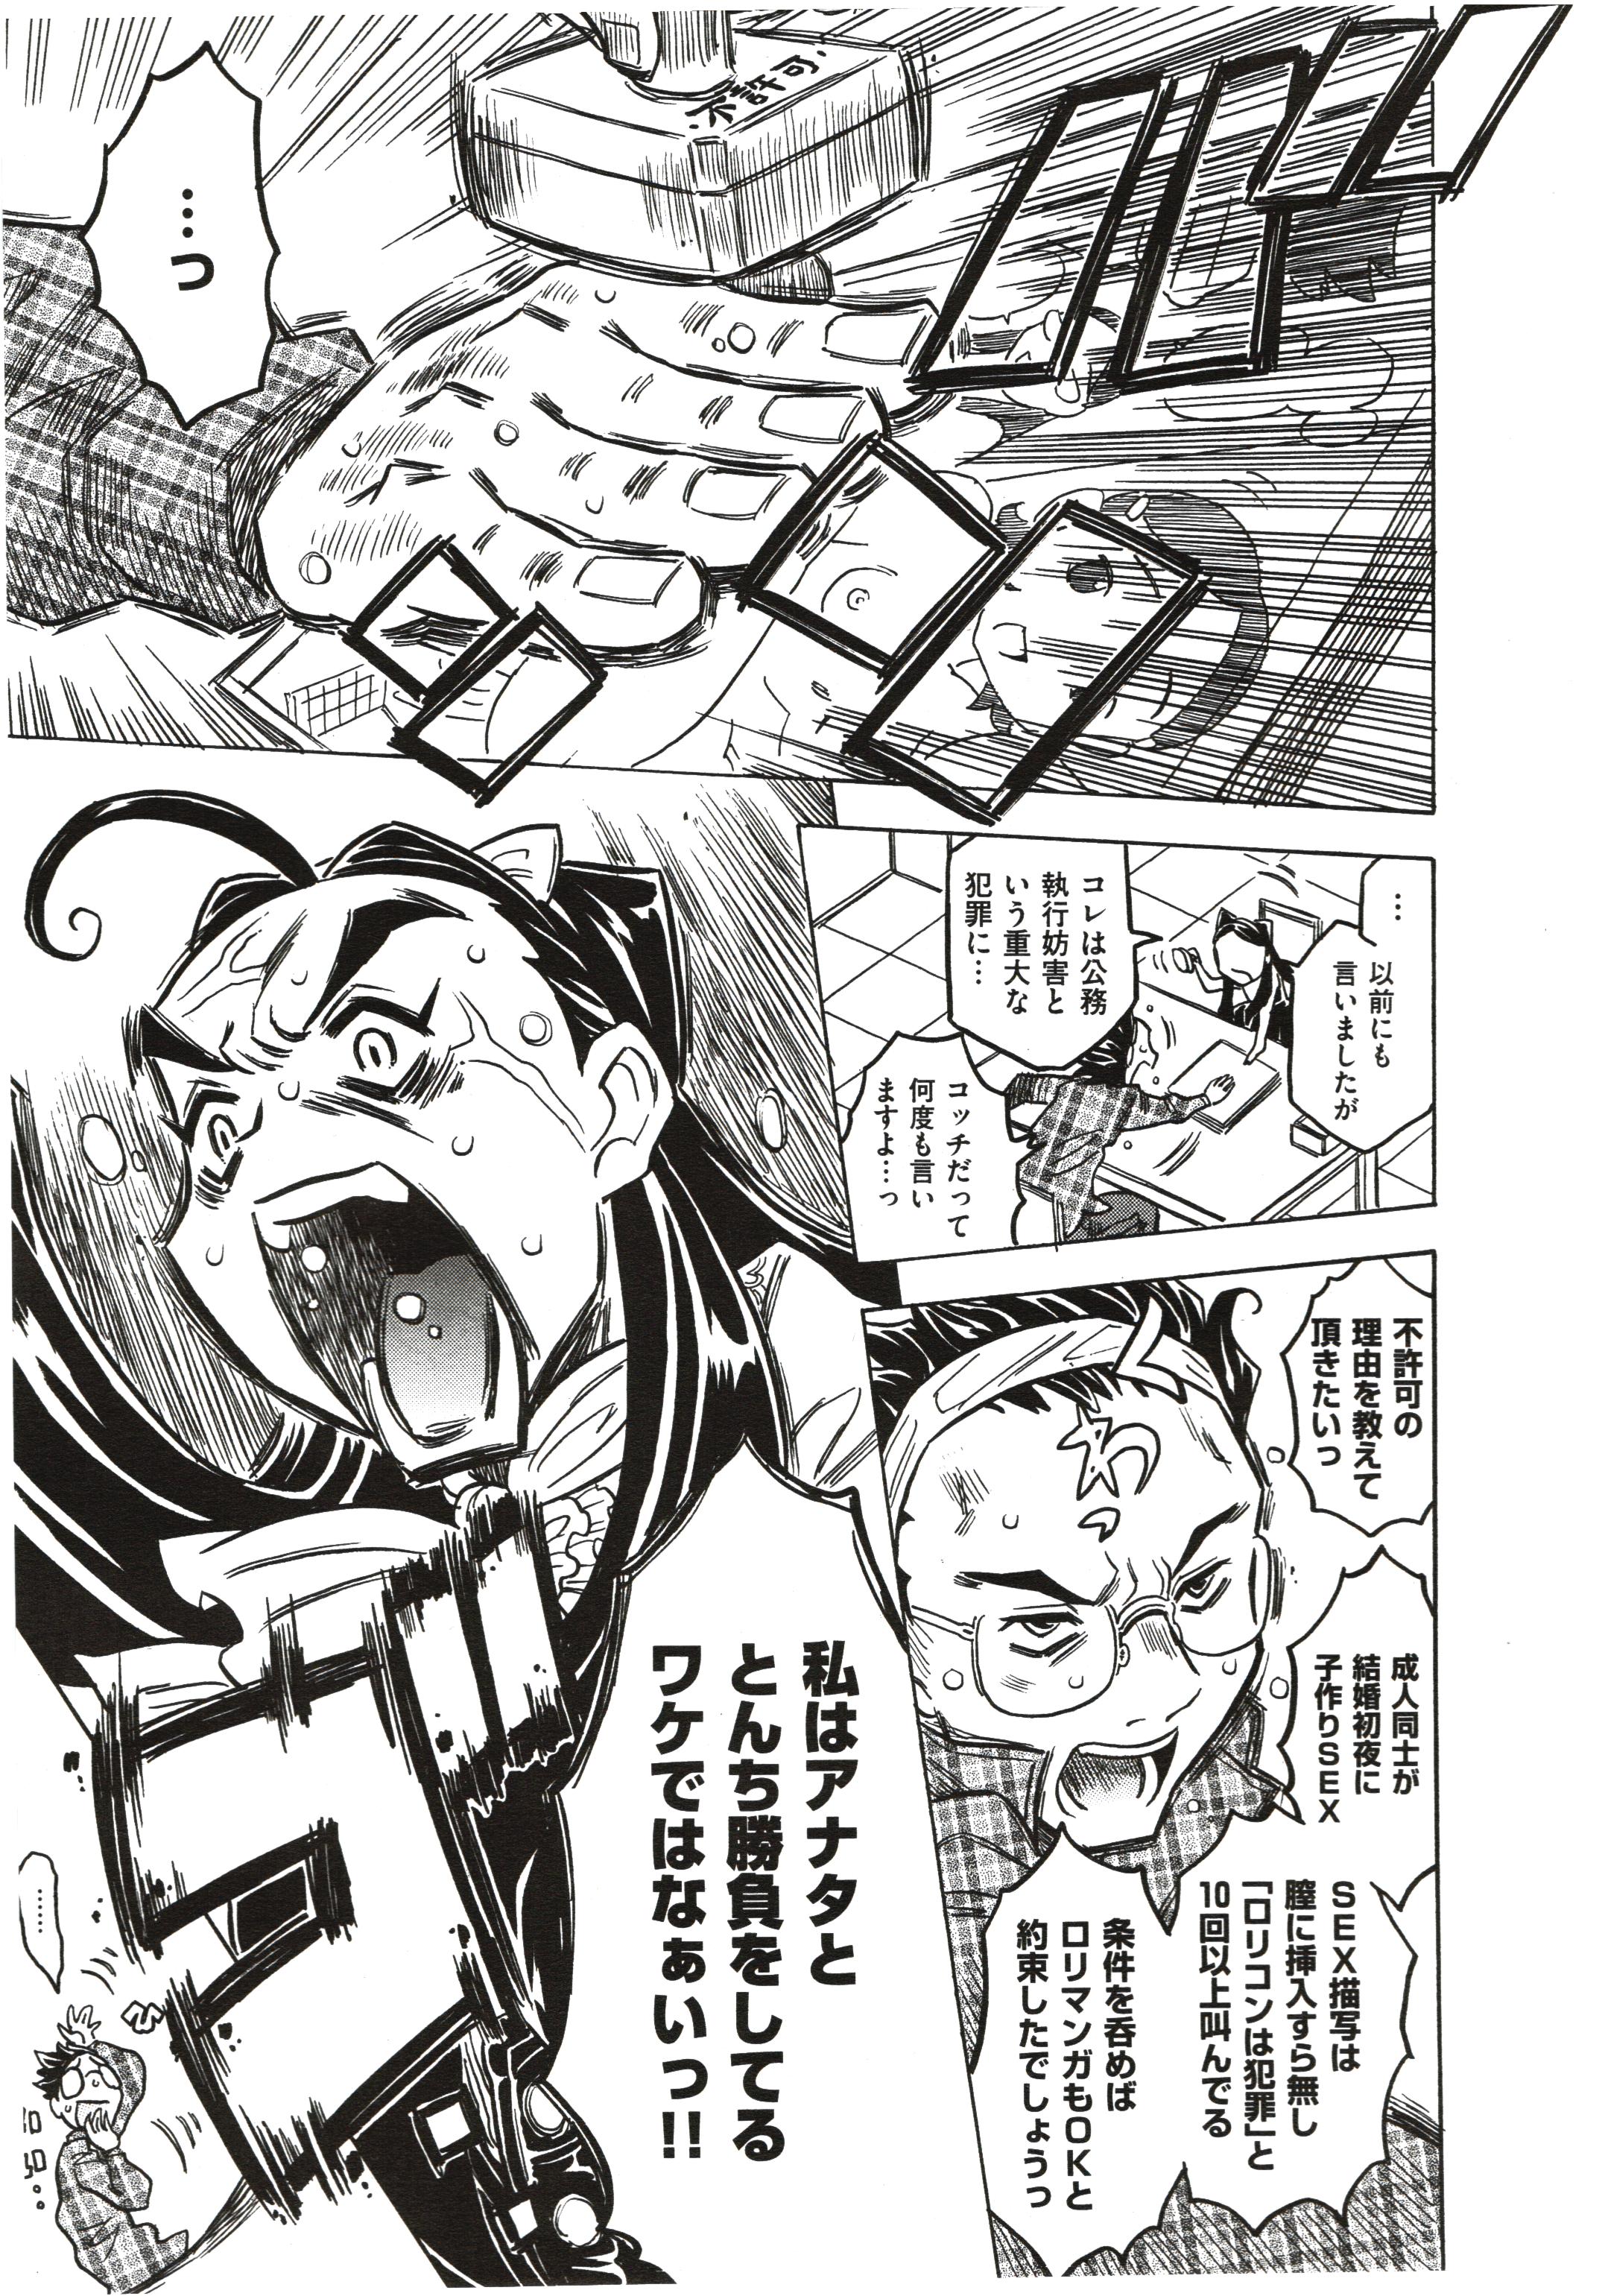 ガガガガッ
不許可
…っ
…
以前にも
言いましたが
コレは公務
執行妨害と
いう重大な
犯罪に…
コッチだって
何度も言い
ますよ…っ
不許可の
理由を教えて
頂きたいっ
くわっ
成人同士が
結婚初夜に
子作りＳＥＸ
ＳＥＸ描写は
膣に挿入すら無し
「ロリコンは犯罪」と
10回以上叫んでる
条件を呑めば
ロリマンガもＯＫと
約束したでしょうっ
私はアナタと
とんち勝負をしてる
ワケではなぁいっ!!
………